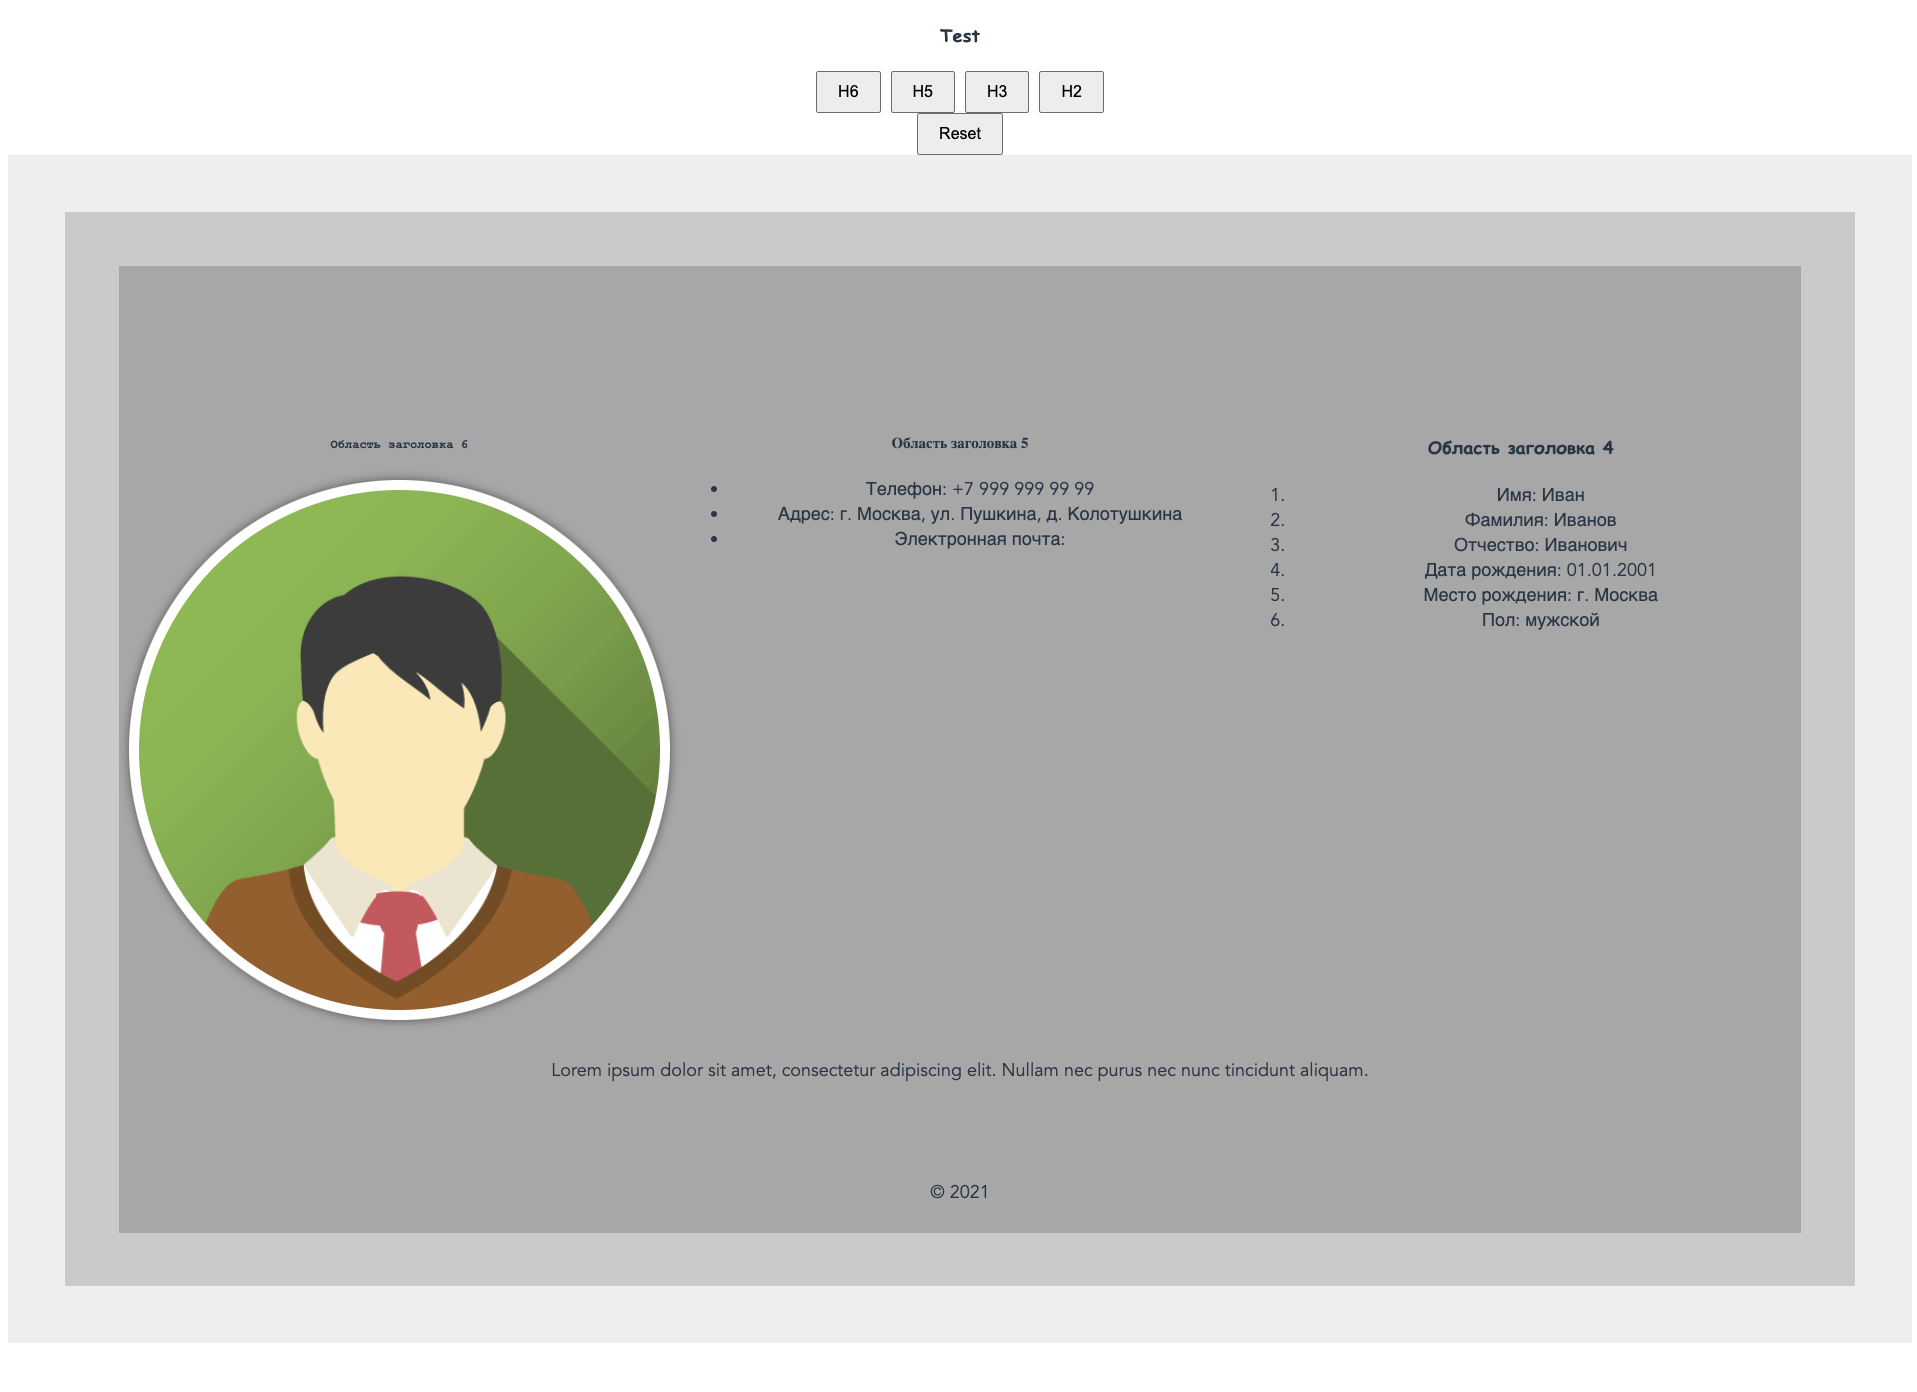 Test
H6 H5 H3 H2
Reset
Область заголовка 6
Область заголовка 5
• Телефон: +7 999 999 99 99
• Адрес: г. Москва, ул. Пушкина, д. Колотушкина
• Электронная почта:
Область заголовка 4
1. Имя: Иван
2. Фамилия: Иванов
3. Отчество: Иванович
4. Дата рождения: 01.01.2001
5. Место рождения: г. Москва
6. Пол: мужской
Lorem ipsum dolor sit amet, consectetur adipiscing elit. Nullam nec purus nec nunc tincidunt aliquam.
© 2021